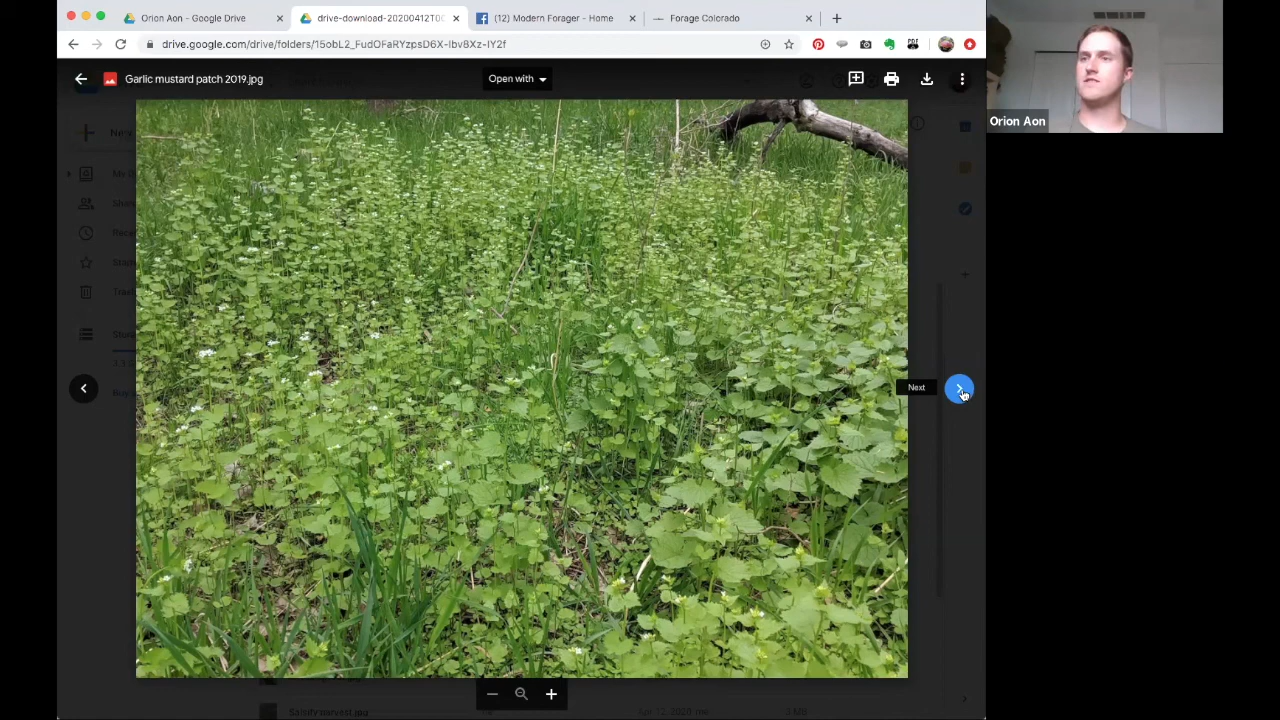 Orion Aon - Google Drive
drive-download-20200412T0
(12) Modern Forager - Home
Forage Colorado
drive.google.com/drive/folders/15obL2_FudOFaRYzpsD6X-Ibv8Xz-IY2f
PDF
Garlic mustard patch 2019.jpg
Open with
Orion Aon
Next